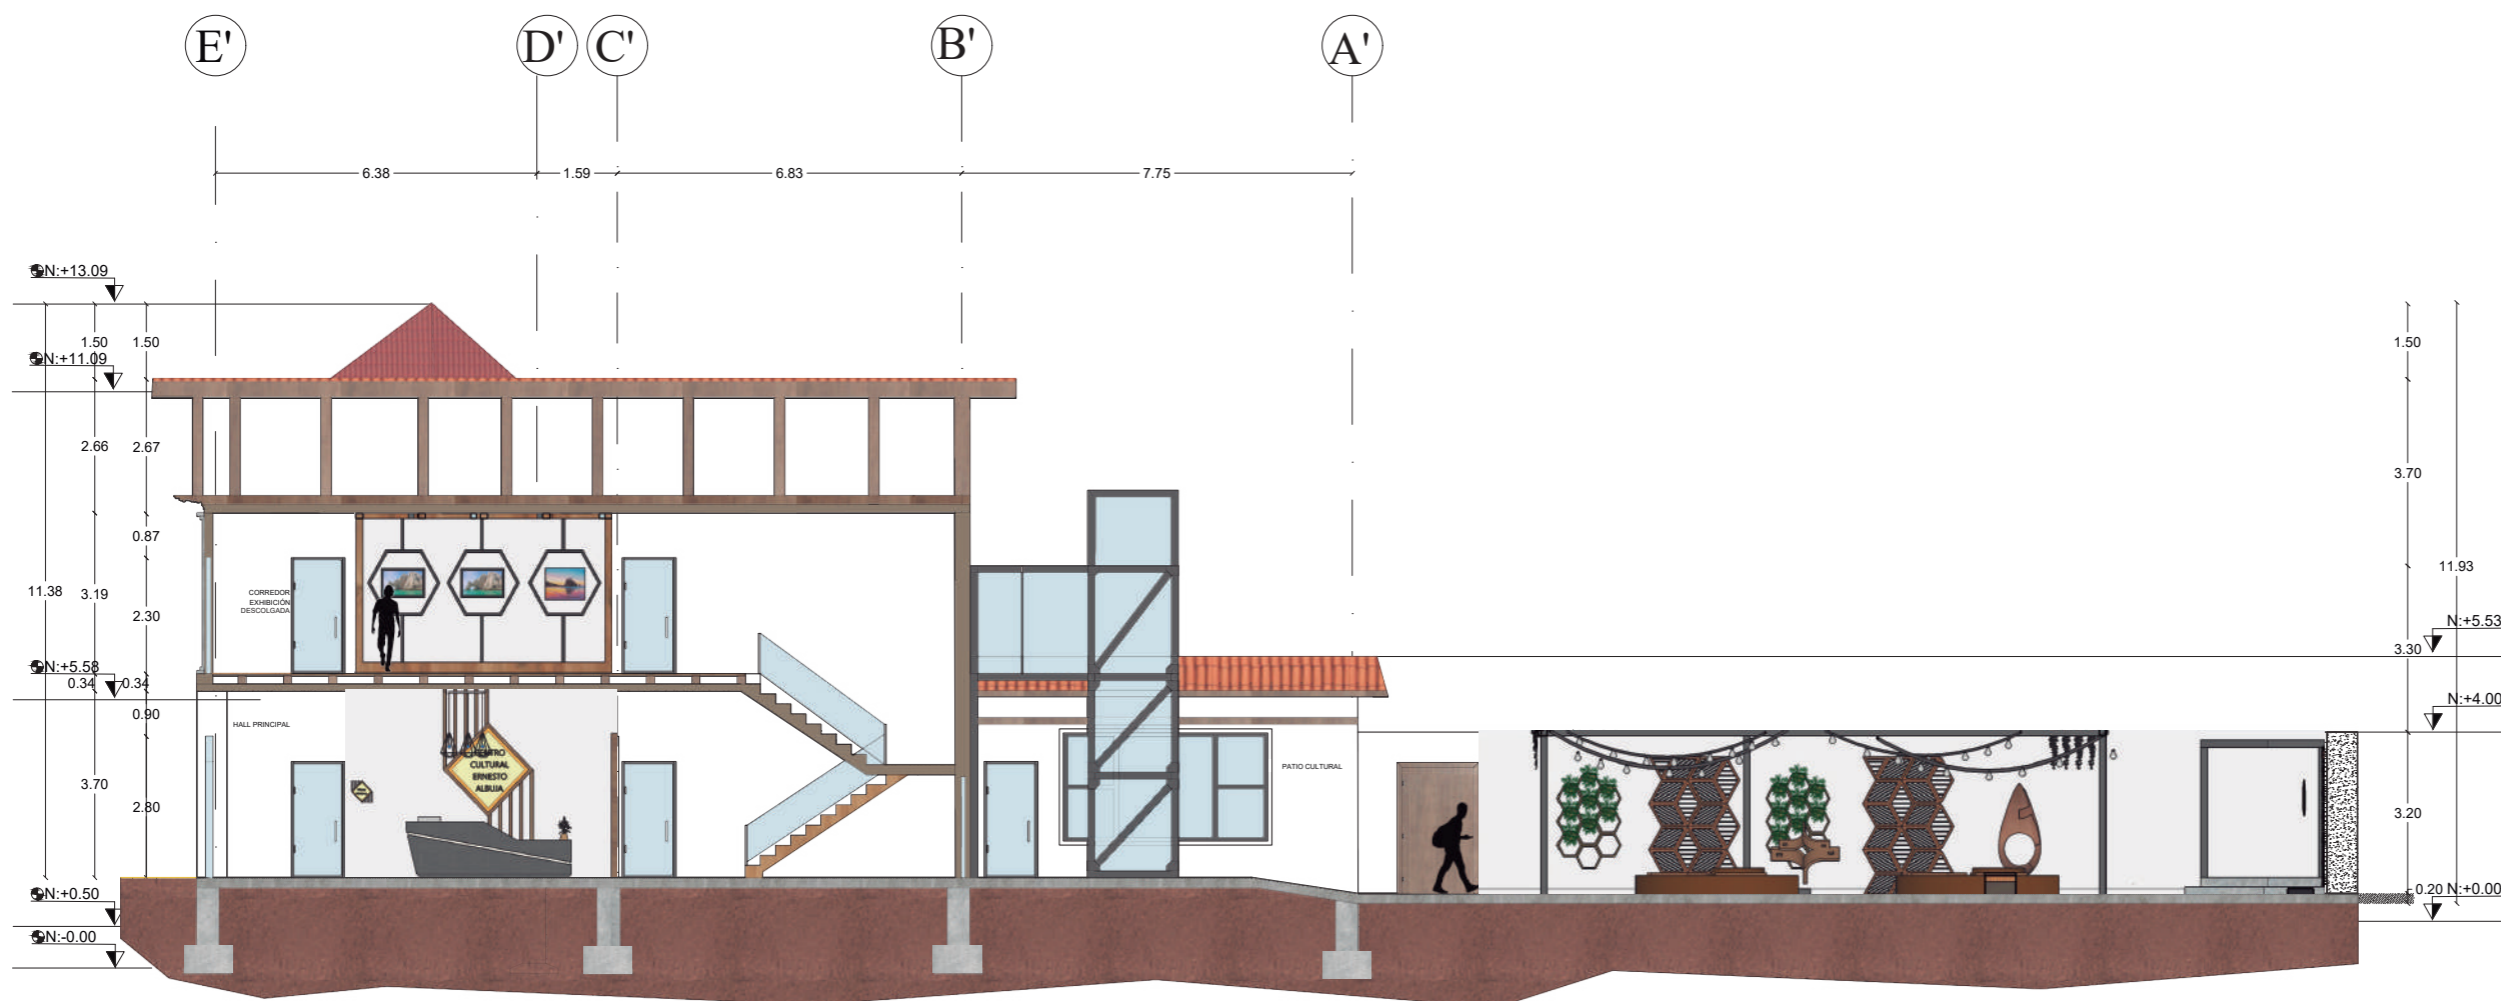 E'
D'
C'
B'
A'
6.38
1.59
6.83
7.75
N:+13.09
1.50
1.50
1.50
N:+11.09
2.66
2.67
3.70
0.87
CORREDOR
EXHIBICIÓN
DESCOLGADA
11.38
3.19
2.30
11.93
N:+5.53
3.30
N:+5.58
0.34
0.34
N:+4.00
0.90
HALL PRINCIPAL
CENTRO
CULTURAL
ERNESTO
ALBUJA
PATIO CULTURAL
3.70
2.80
3.20
N:+0.50
0.20
N:+0.00
N:-0.00